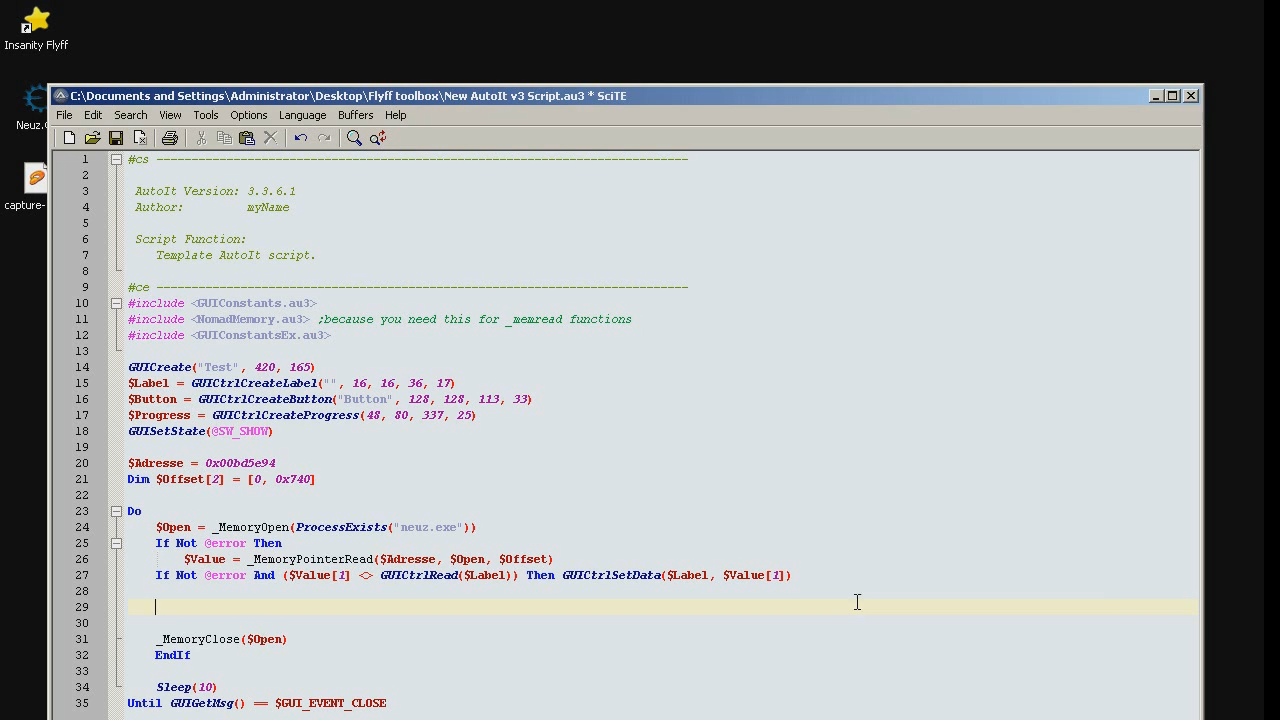 Insanity Flyff
Neuz.
capture-
C:\Documents and Settings\Administrator\Desktop\Flyff toolbox\New AutoIt v3 Script.au3 * SciTE
File Edit Search View Tools Options Language Buffers Help
1 #cs ----------------------------------------------------------------------------
2
3 AutoIt Version: 3.3.6.1
4 Author: myName
5
6 Script Function:
7 Template AutoIt script.
8
9 #ce ----------------------------------------------------------------------------
10 #include <GUIConstants.au3>
11 #include <NomadMemory.au3> ;because you need this for _memread functions
12 #include <GUIConstantsEx.au3>
13
14 GUICreate("Test", 420, 165)
15 $Label = GUICtrlCreateLabel("", 16, 16, 36, 17)
16 $Button = GUICtrlCreateButton("Button", 128, 128, 113, 33)
17 $Progress = GUICtrlCreateProgress(48, 80, 337, 25)
18 GUISetState(@SW_SHOW)
19
20 $Adresse = 0x00bd5e94
21 Dim $Offset[2] = [0, 0x740]
22
23 Do
24 $Open = _MemoryOpen(ProcessExists("neuz.exe"))
25 If Not @error Then
26 $Value = _MemoryPointerRead($Adresse, $Open, $Offset)
27 If Not @error And ($Value[1] <> GUICtrlRead($Label)) Then GUICtrlSetData($Label, $Value[1])
28
29
30
31 _MemoryClose($Open)
32 EndIf
33
34 Sleep(10)
35 Until GUIGetMsg() == $GUI_EVENT_CLOSE